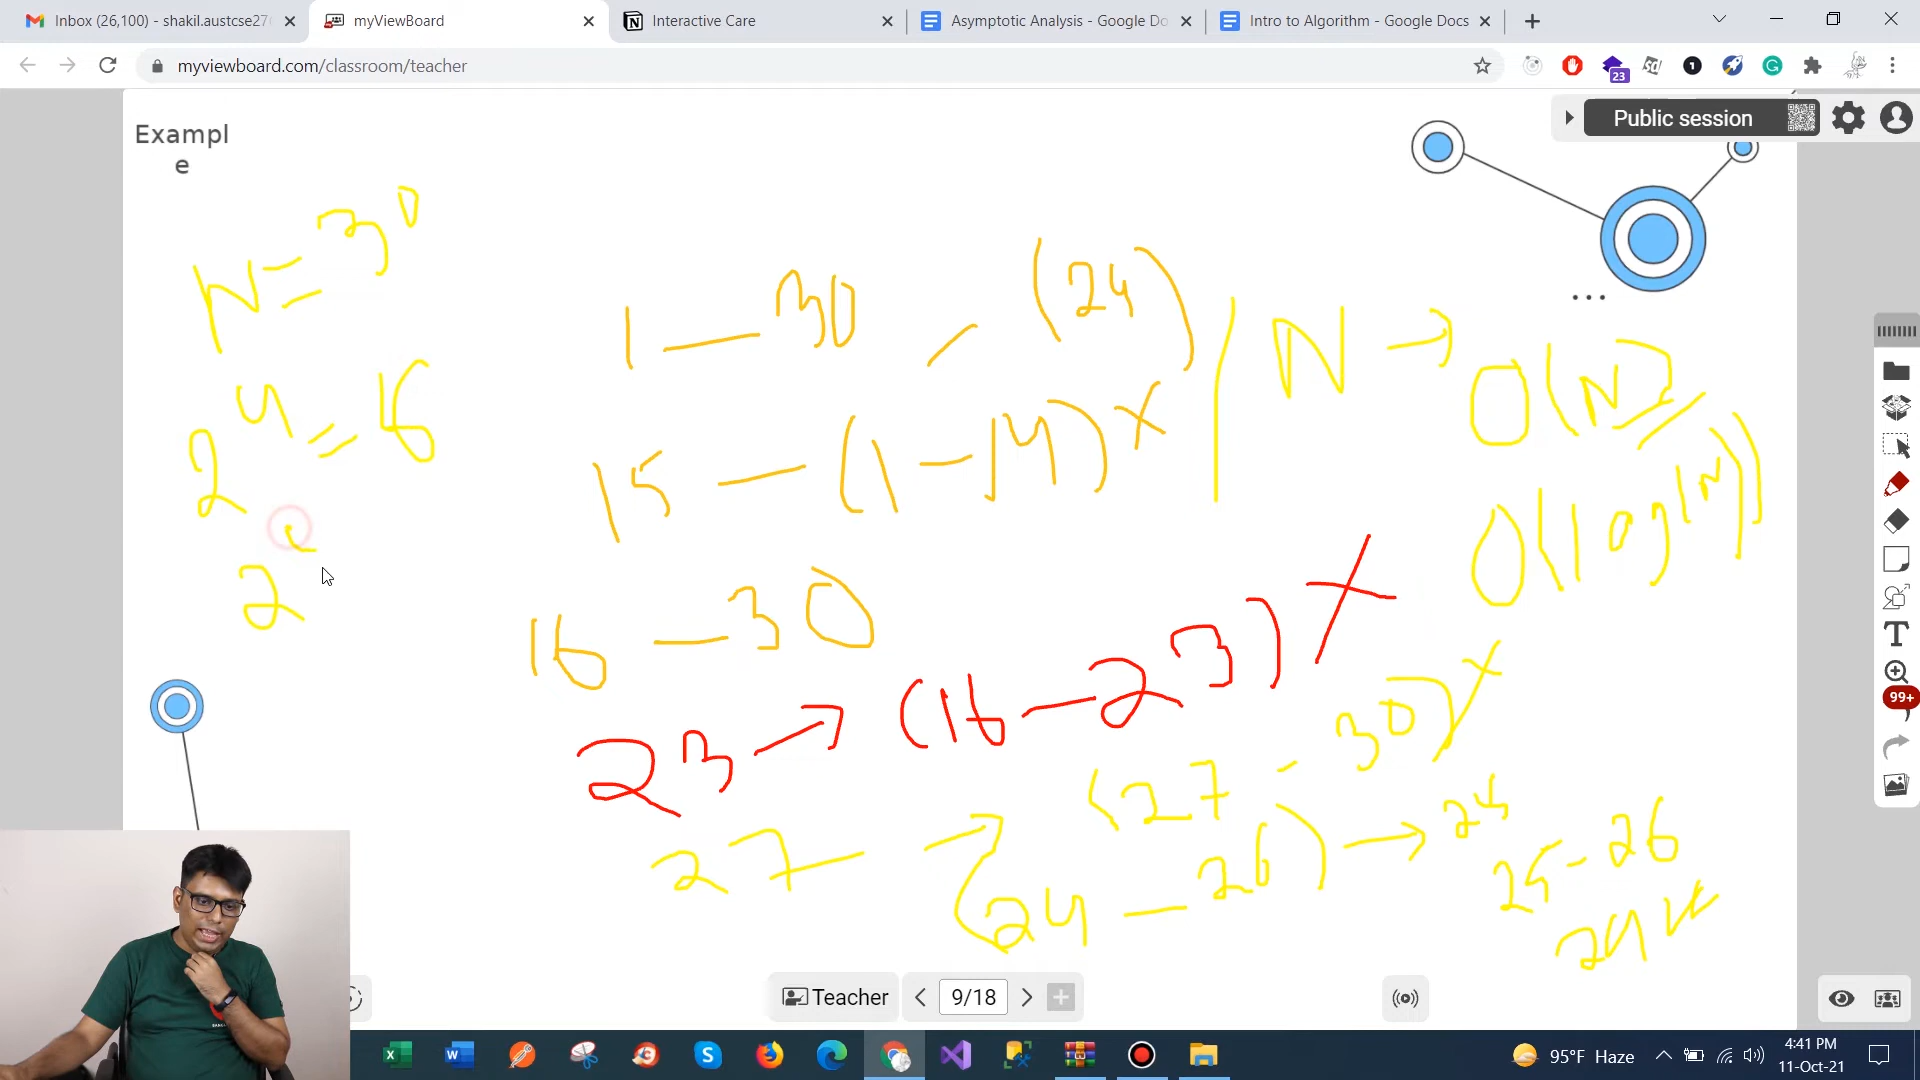 Inbox (26,100) - shakil.austcse27
myViewBoard
Interactive Care
Asymptotic Analysis - Google Do
Intro to Algorithm - Google Docs
myviewboard.com/classroom/teacher
23
1
Exampl
e
Public session
...
N = 30
2 4 = 16
2
1 — 30
(24)
15 — (1 — 14) X
16 — 30
23 → (16 — 23) X
27 →
(27 - 30) X
(24 — 26) → 24
25 - 26
24
N → O(N)
O(log(N))
T
99+
Teacher
9/18
95°F Haze
4:41 PM
11-Oct-21